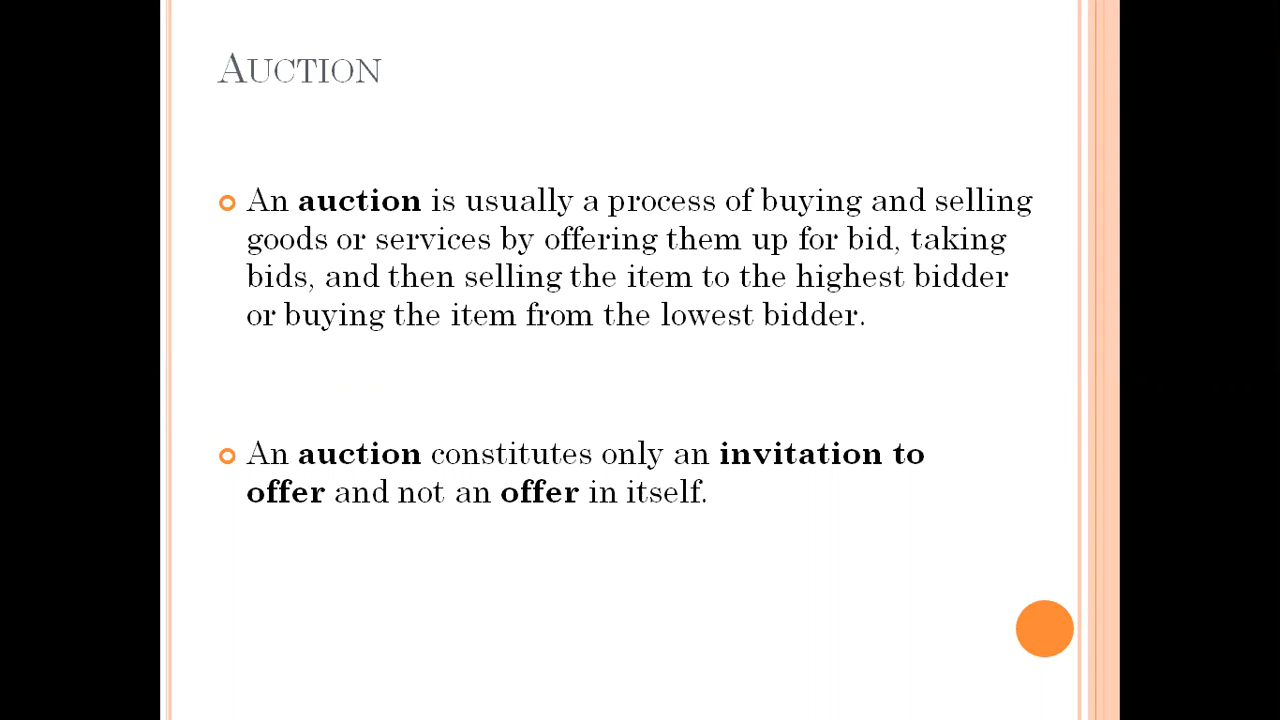 AUCTION
An auction is usually a process of buying and selling
goods or services by offering them up for bid, taking
bids, and then selling the item to the highest bidder
or buying the item from the lowest bidder.
An auction constitutes only an invitation to
offer and not an offer in itself.